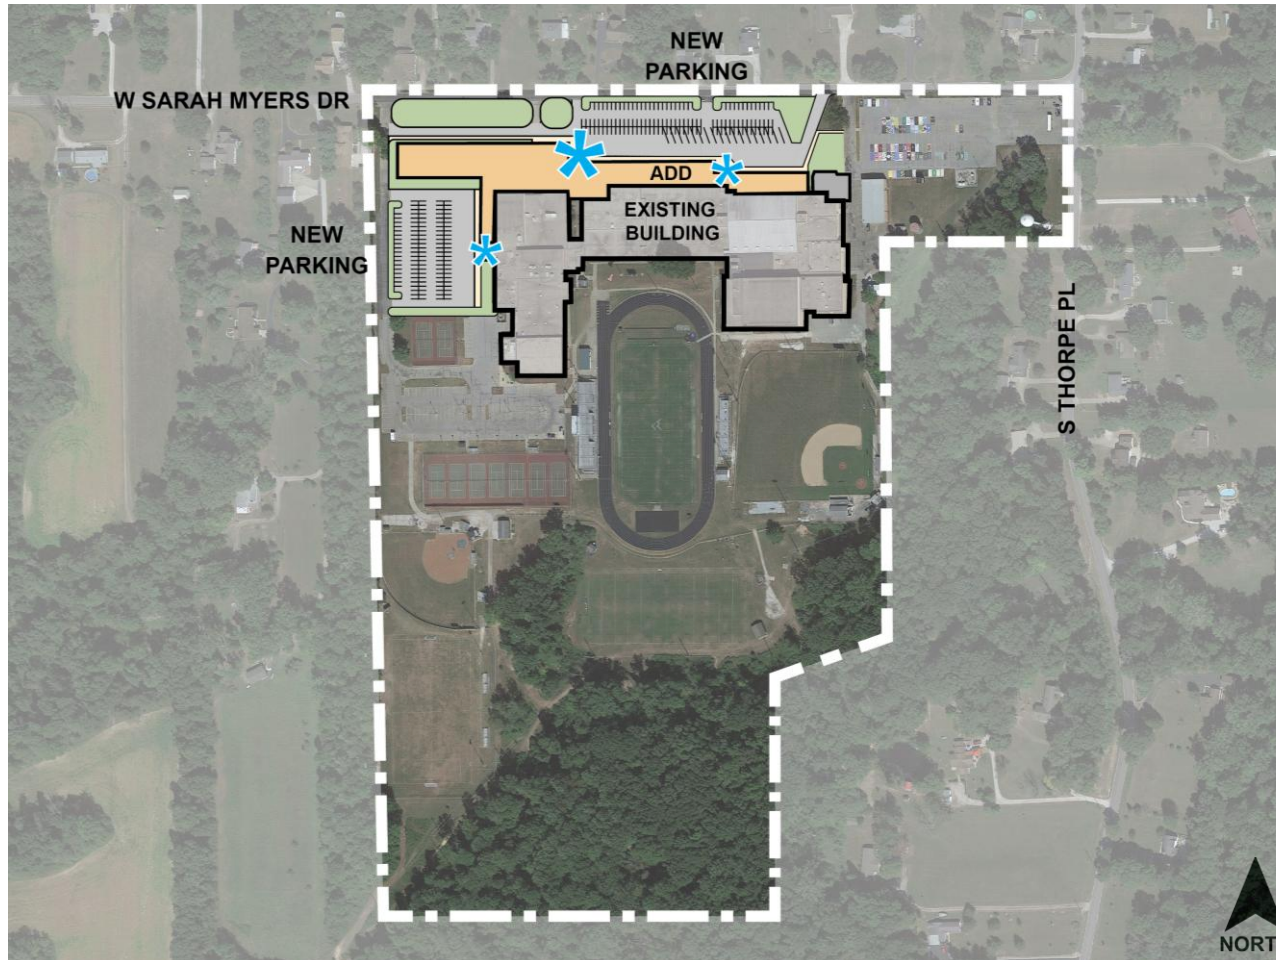 NEW
PARKING
W SARAH MYERS DR
ADD
EXISTING
BUILDING
NEW
PARKING
S THORPE PL
NORT